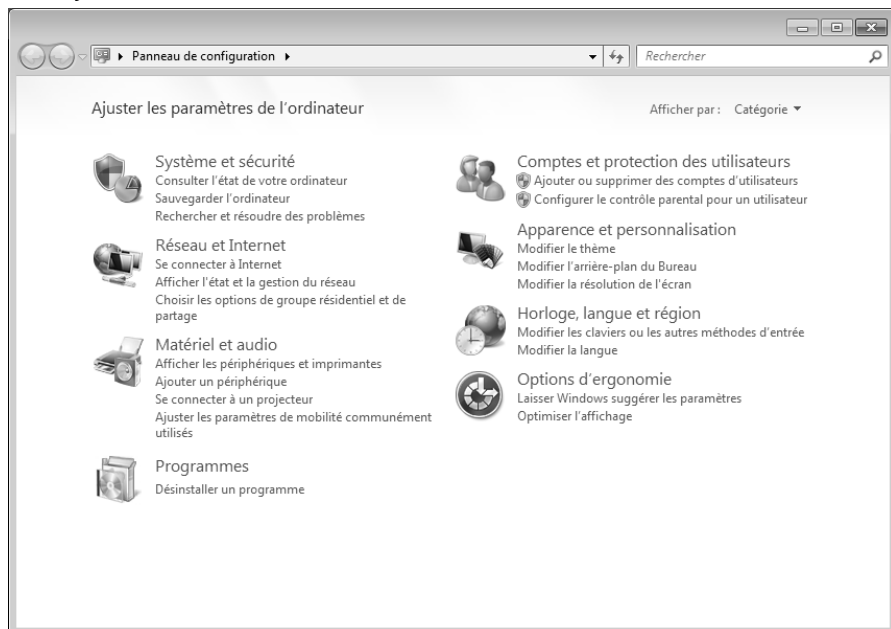 Panneau de configuration
Rechercher
Ajuster les paramètres de l'ordinateur
Afficher par : Catégorie
Système et sécurité
Consulter l'état de votre ordinateur
Sauvegarder l'ordinateur
Rechercher et résoudre des problèmes
Réseau et Internet
Se connecter à Internet
Afficher l'état et la gestion du réseau
Choisir les options de groupe résidentiel et de
partage
Matériel et audio
Afficher les périphériques et imprimantes
Ajouter un périphérique
Se connecter à un projecteur
Ajuster les paramètres de mobilité communément
utilisés
Programmes
Désinstaller un programme
Comptes et protection des utilisateurs
Ajouter ou supprimer des comptes d'utilisateurs
Configurer le contrôle parental pour un utilisateur
Apparence et personnalisation
Modifier le thème
Modifier l'arrière-plan du Bureau
Modifier la résolution de l'écran
Horloge, langue et région
Modifier les claviers ou les autres méthodes d'entrée
Modifier la langue
Options d'ergonomie
Laisser Windows suggérer les paramètres
Optimiser l'affichage